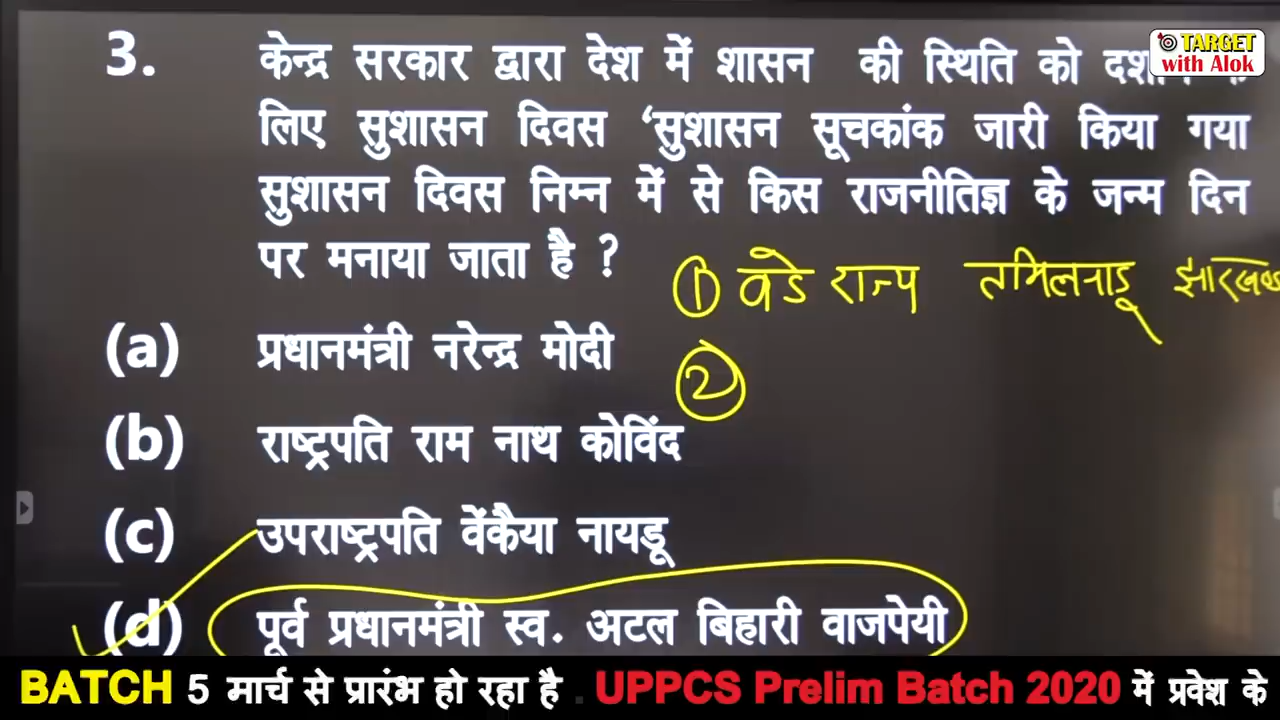 TARGET
with Alok
3. केन्द्र सरकार द्वारा देश में शासन की स्थिति को
लिए सुशासन दिवस ‘सुशासन सूचकांक जारी किया गया
सुशासन दिवस निम्न में से किस राजनीतिज्ञ के जन्म दिन
पर मनाया जाता है ?
① बडे राज्य तमिलनाडू झारखण्ड
②
(a) प्रधानमंत्री नरेन्द्र मोदी
(b) राष्ट्रपति राम नाथ कोविंद
(c) उपराष्ट्रपति वेंकैया नायडू
(d) पूर्व प्रधानमंत्री स्व. अटल बिहारी वाजपेयी
BATCH 5 मार्च से प्रारंभ हो रहा है . UPPCS Prelim Batch 2020 में प्रवेश के